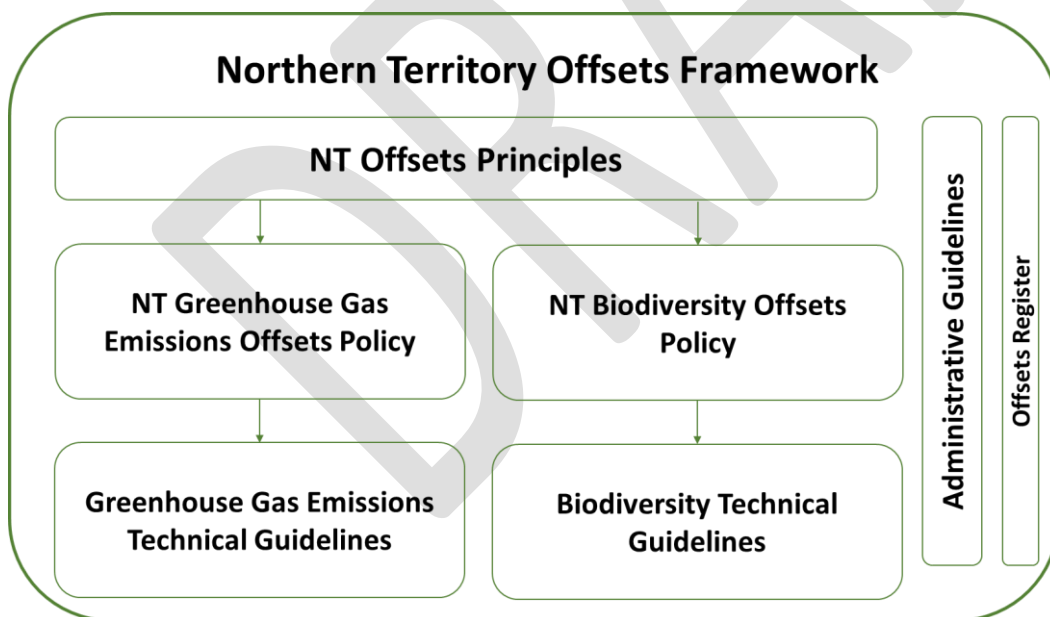 Northern Territory Offsets Framework
NT Offsets Principles
NT Greenhouse Gas
Emissions Offsets Policy
NT Biodiversity Offsets
Policy
Greenhouse Gas Emissions
Technical Guidelines
Biodiversity Technical
Guidelines
Administrative Guidelines
Offsets Register
DRA